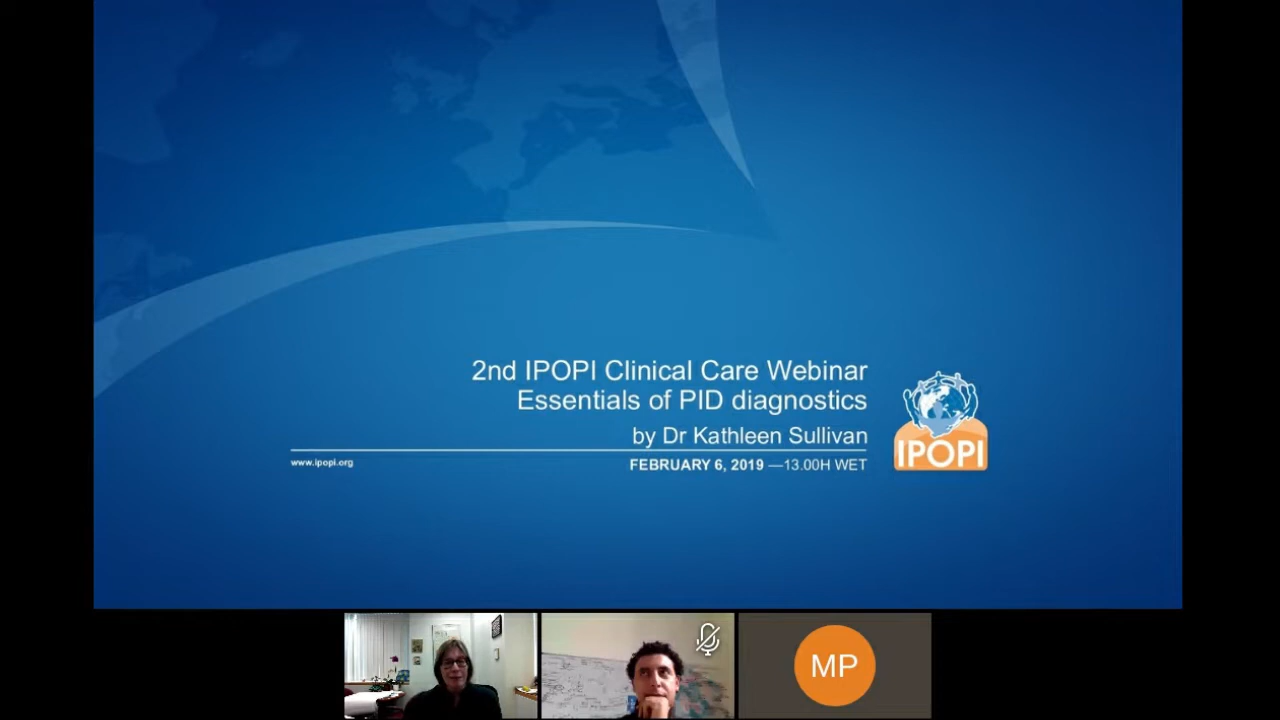 2nd IPOPI Clinical Care Webinar
Essentials of PID diagnostics
by Dr Kathleen Sullivan
www.ipopi.org
FEBRUARY 6, 2019 —13.00H WET
IPOPI
MP